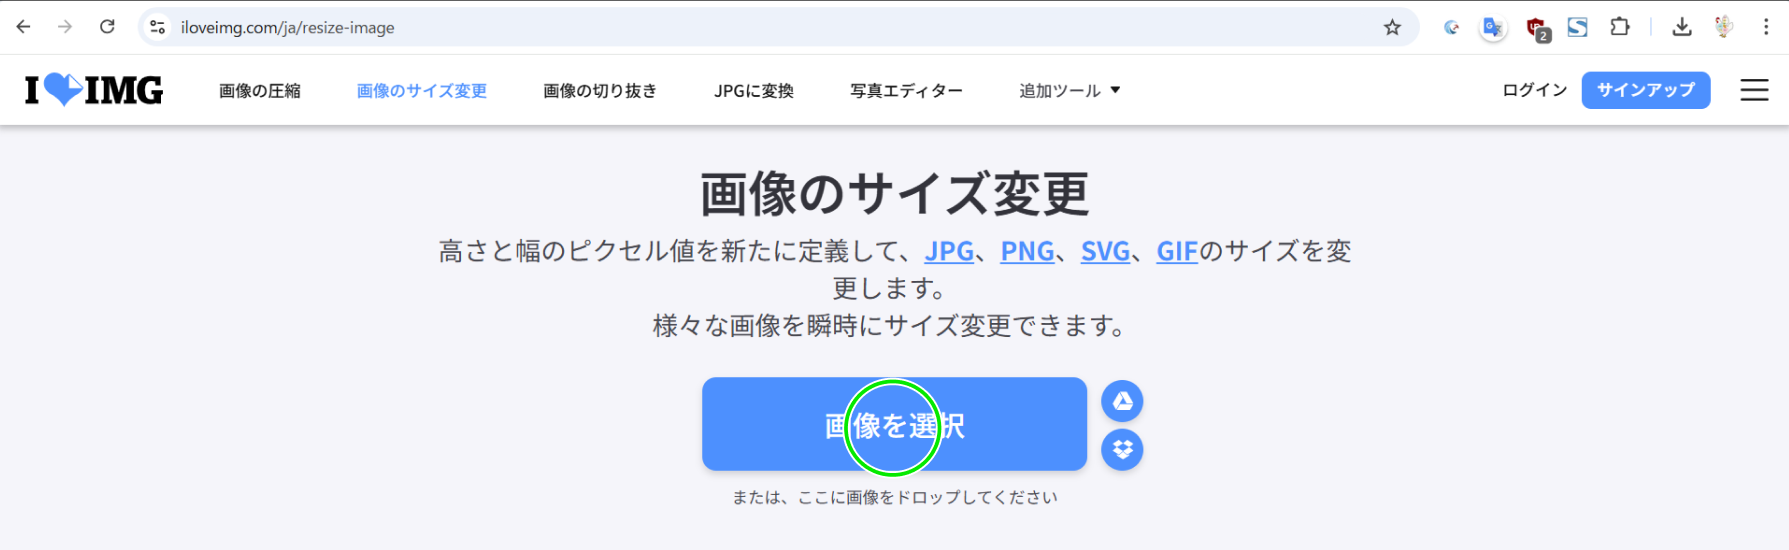 iloveimg.com/ja/resize-image
2
I IMG
画像の圧縮
画像のサイズ変更
画像の切り抜き
JPGに変換
写真エディター
追加ツール
ログイン
サインアップ
画像のサイズ変更
高さと幅のピクセル値を新たに定義して、JPG、PNG、SVG、GIFのサイズを変
更します。
様々な画像を瞬時にサイズ変更できます。
画像を選択
または、ここに画像をドロップしてください